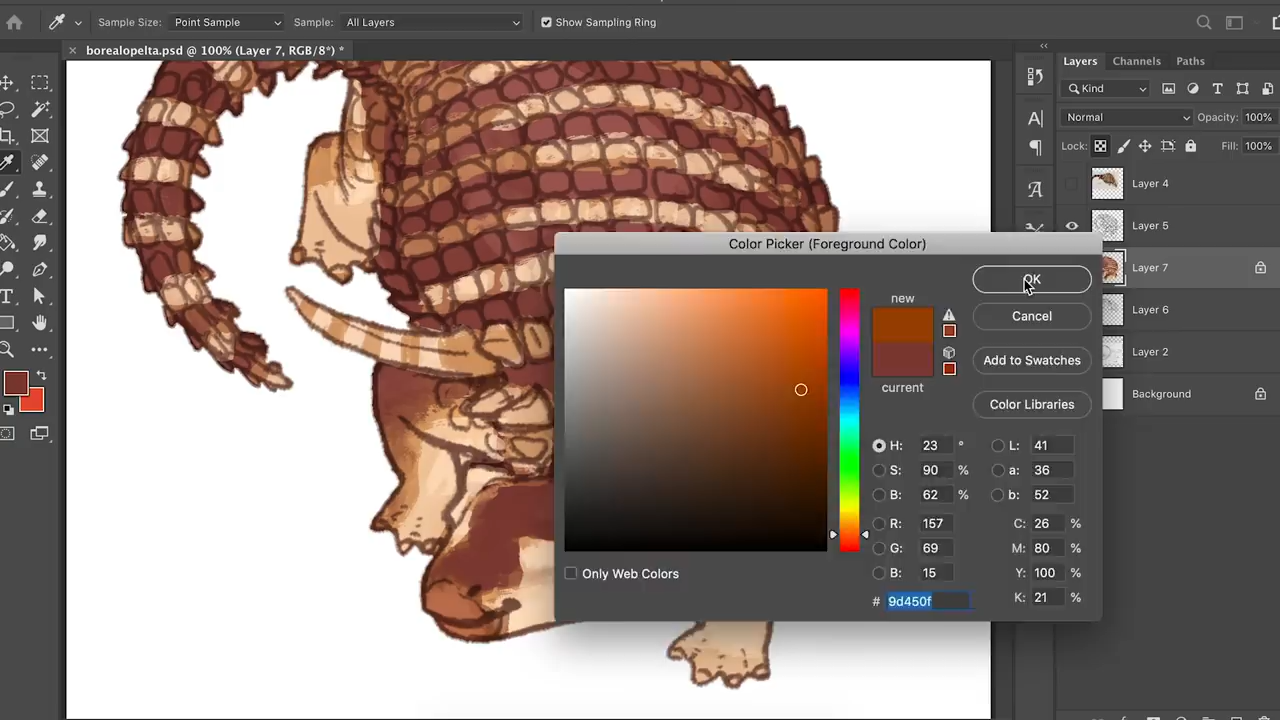 Sample Size: Point Sample Sample: All Layers Show Sampling Ring
borealopelta.psd @ 100% (Layer 7, RGB/8*) *
Layers Channels Paths
Kind
Normal Opacity: 100%
Lock: Fill: 100%
Layer 4
Layer 5
Layer 7
Layer 6
Layer 2
Background
Color Picker (Foreground Color)
new
current
OK
Cancel
Add to Swatches
Color Libraries
H: 23 ° L: 41
S: 90 % a: 36
B: 62 % b: 52
R: 157 C: 26 %
G: 69 M: 80 %
B: 15 Y: 100 %
# 9d450f K: 21 %
Only Web Colors